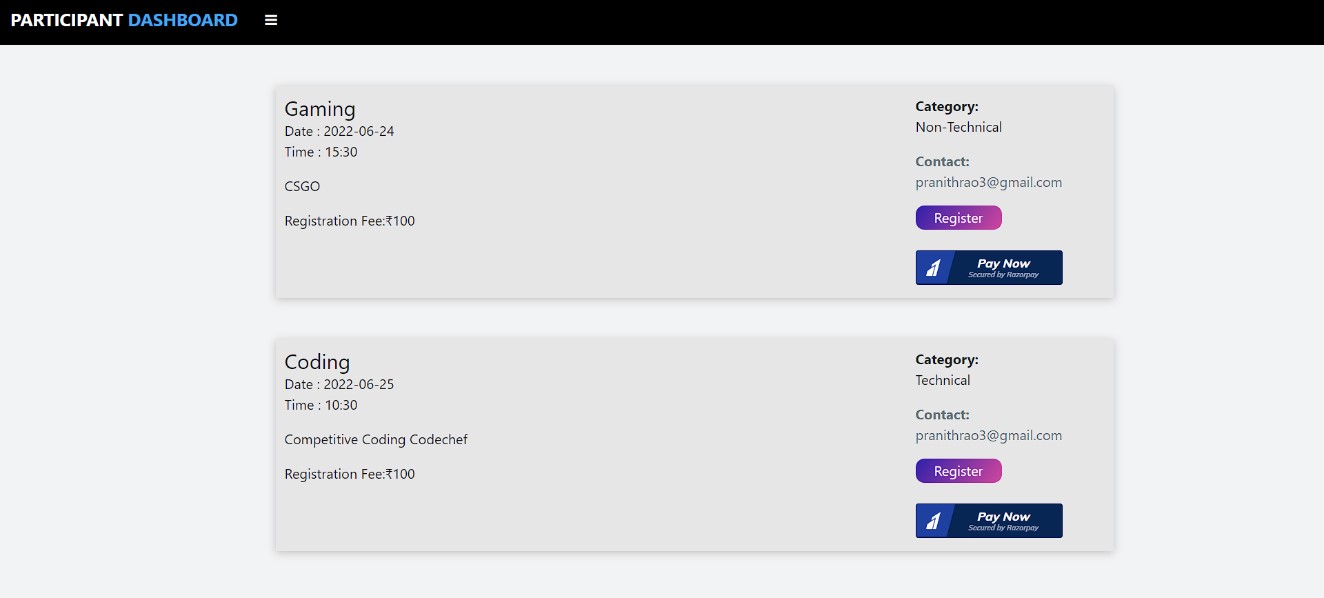 PARTICIPANT DASHBOARD
Gaming
Date : 2022-06-24
Time : 15:30
CSGO
Registration Fee:₹100
Category:
Non-Technical
Contact:
pranithrao3@gmail.com
Register
Pay Now
Secured by Razorpay
Coding
Date : 2022-06-25
Time : 10:30
Competitive Coding Codechef
Registration Fee:₹100
Category:
Technical
Contact:
pranithrao3@gmail.com
Register
Pay Now
Secured by Razorpay